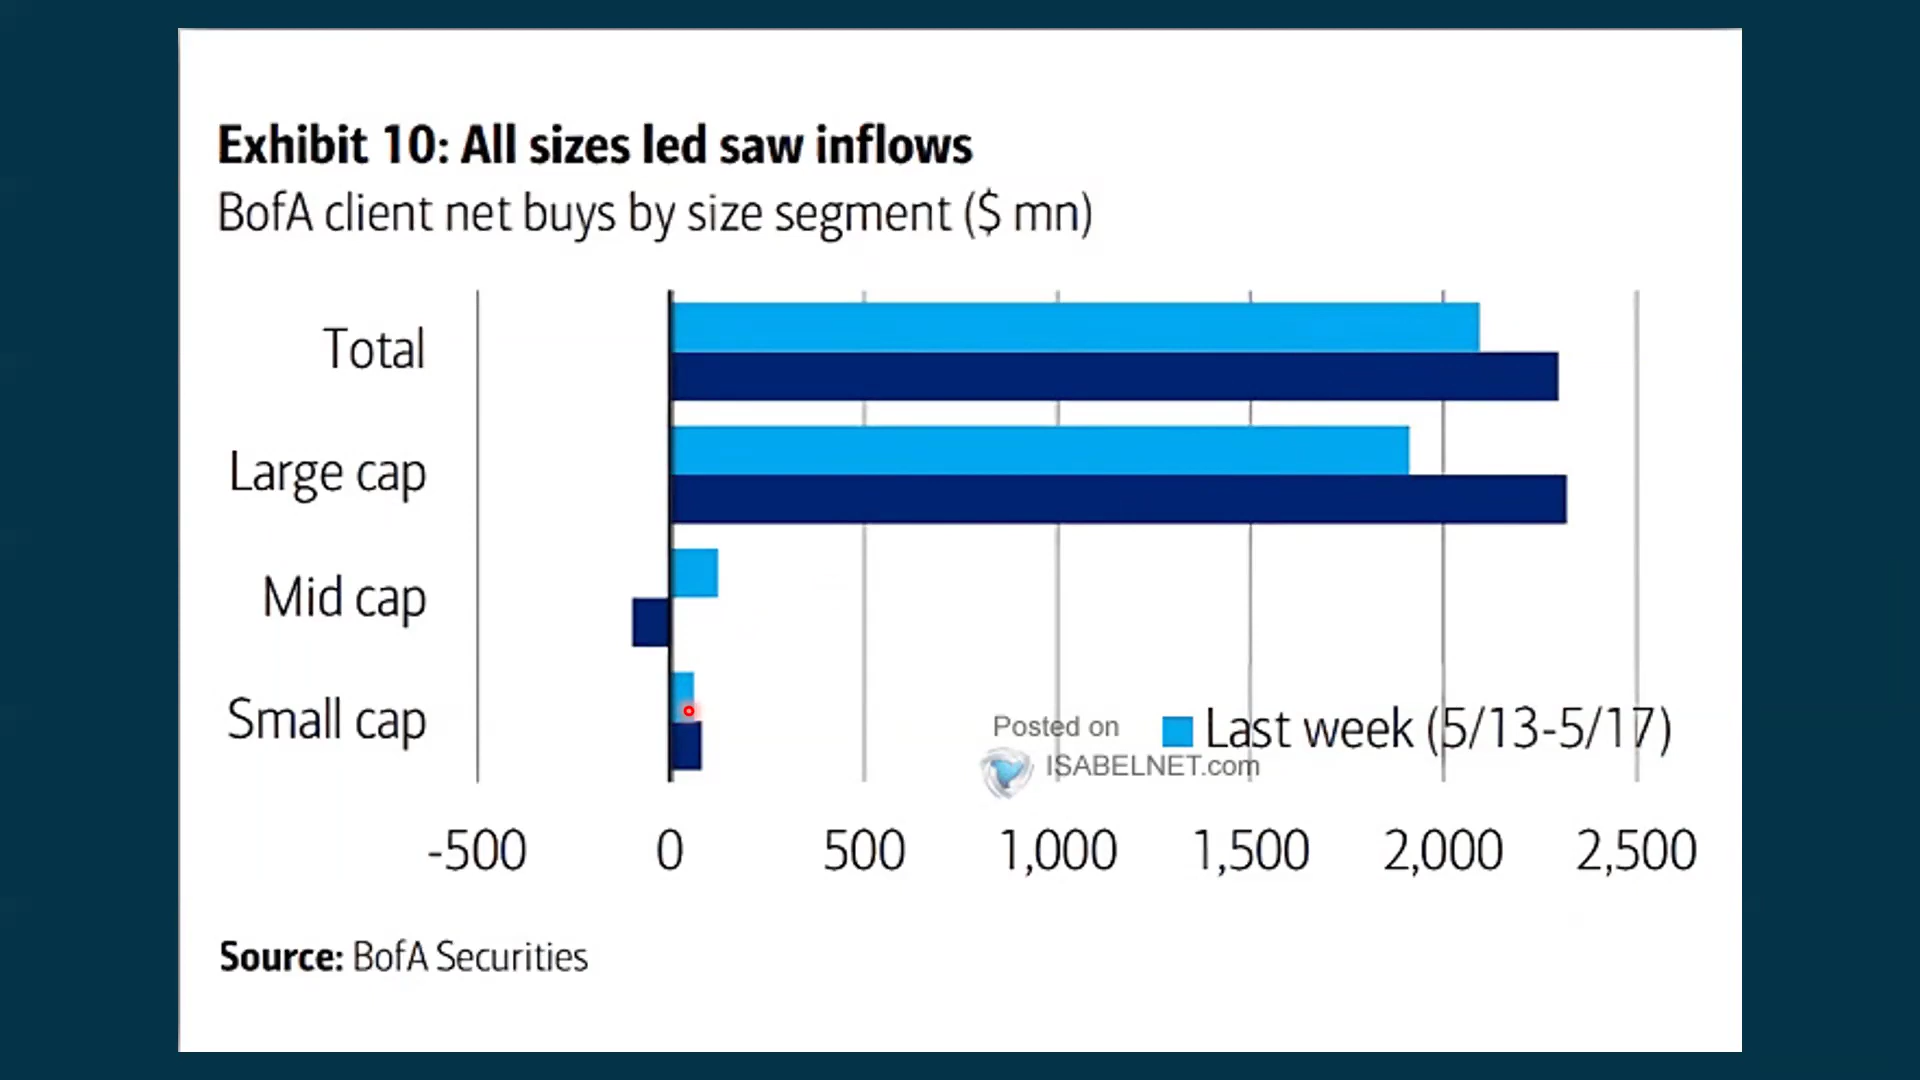 Exhibit 10: All sizes led saw inflows
BofA client net buys by size segment ($ mn)
Total
Large cap
Mid cap
Small cap
Last week (5/13-5/17)
Posted on
ISABELNET.com
-500 0 500 1,000 1,500 2,000 2,500
Source: BofA Securities